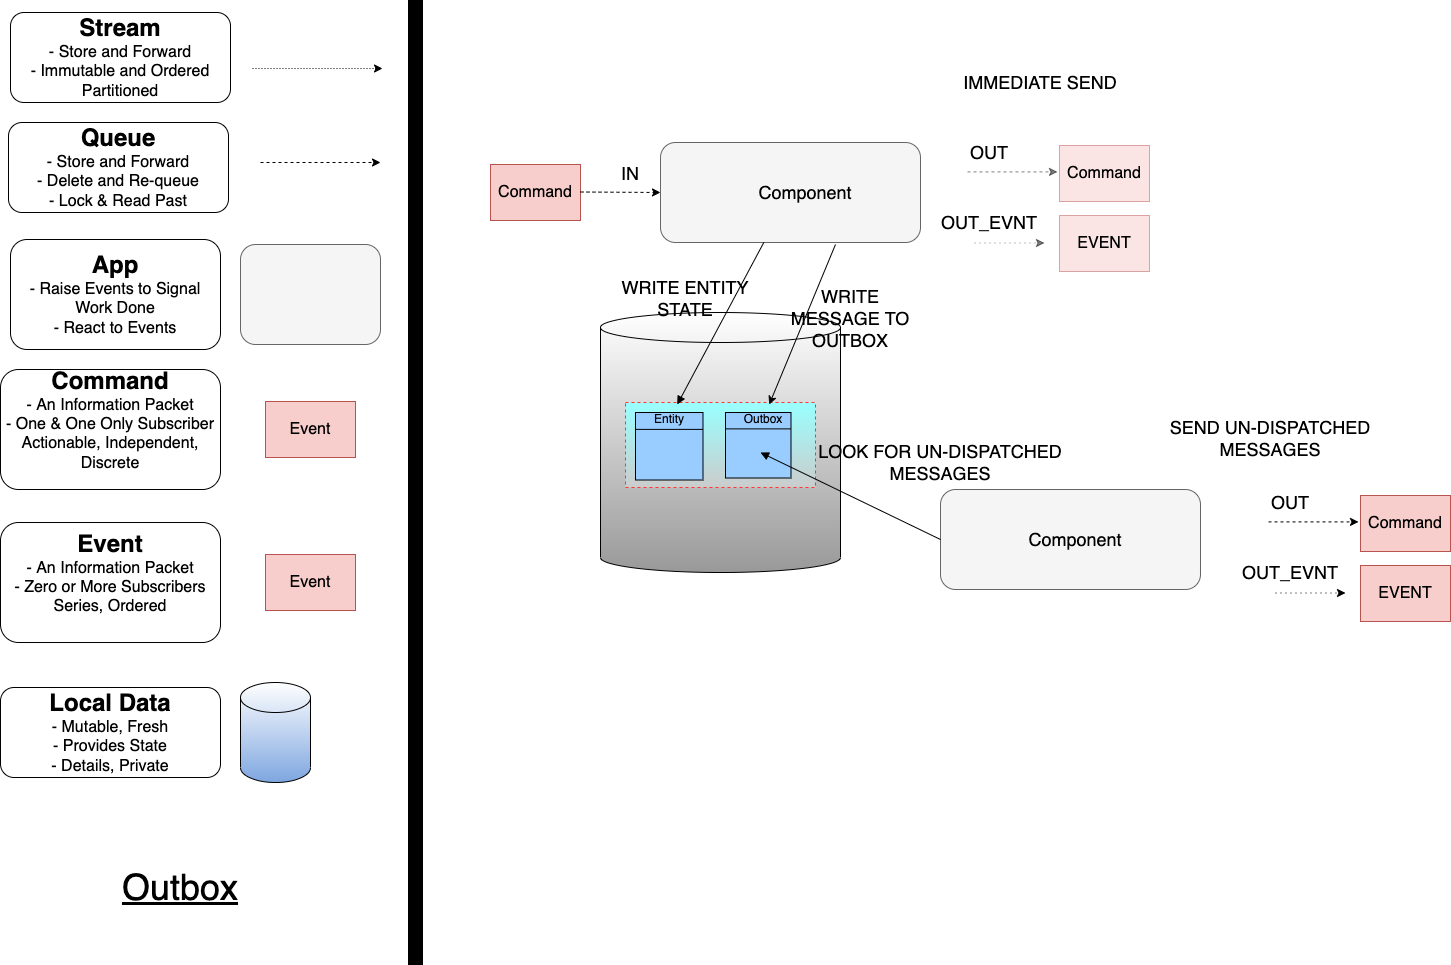 Stream
- Store and Forward
- Immutable and Ordered
Partitioned
Queue
- Store and Forward
- Delete and Re-queue
- Lock & Read Past
App
- Raise Events to Signal
Work Done
- React to Events
Command
- An Information Packet
- One & One Only Subscriber
Actionable, Independent,
Discrete
Event
Event
- An Information Packet
- Zero or More Subscribers
Series, Ordered
Event
Local Data
- Mutable, Fresh
- Provides State
- Details, Private
Outbox
IMMEDIATE SEND
Command
IN
Component
OUT
Command
OUT_EVNT
EVENT
WRITE ENTITY
STATE
WRITE
MESSAGE TO
OUTBOX
Entity
Outbox
LOOK FOR UN-DISPATCHED
MESSAGES
SEND UN-DISPATCHED
MESSAGES
Component
OUT
Command
OUT_EVNT
EVENT